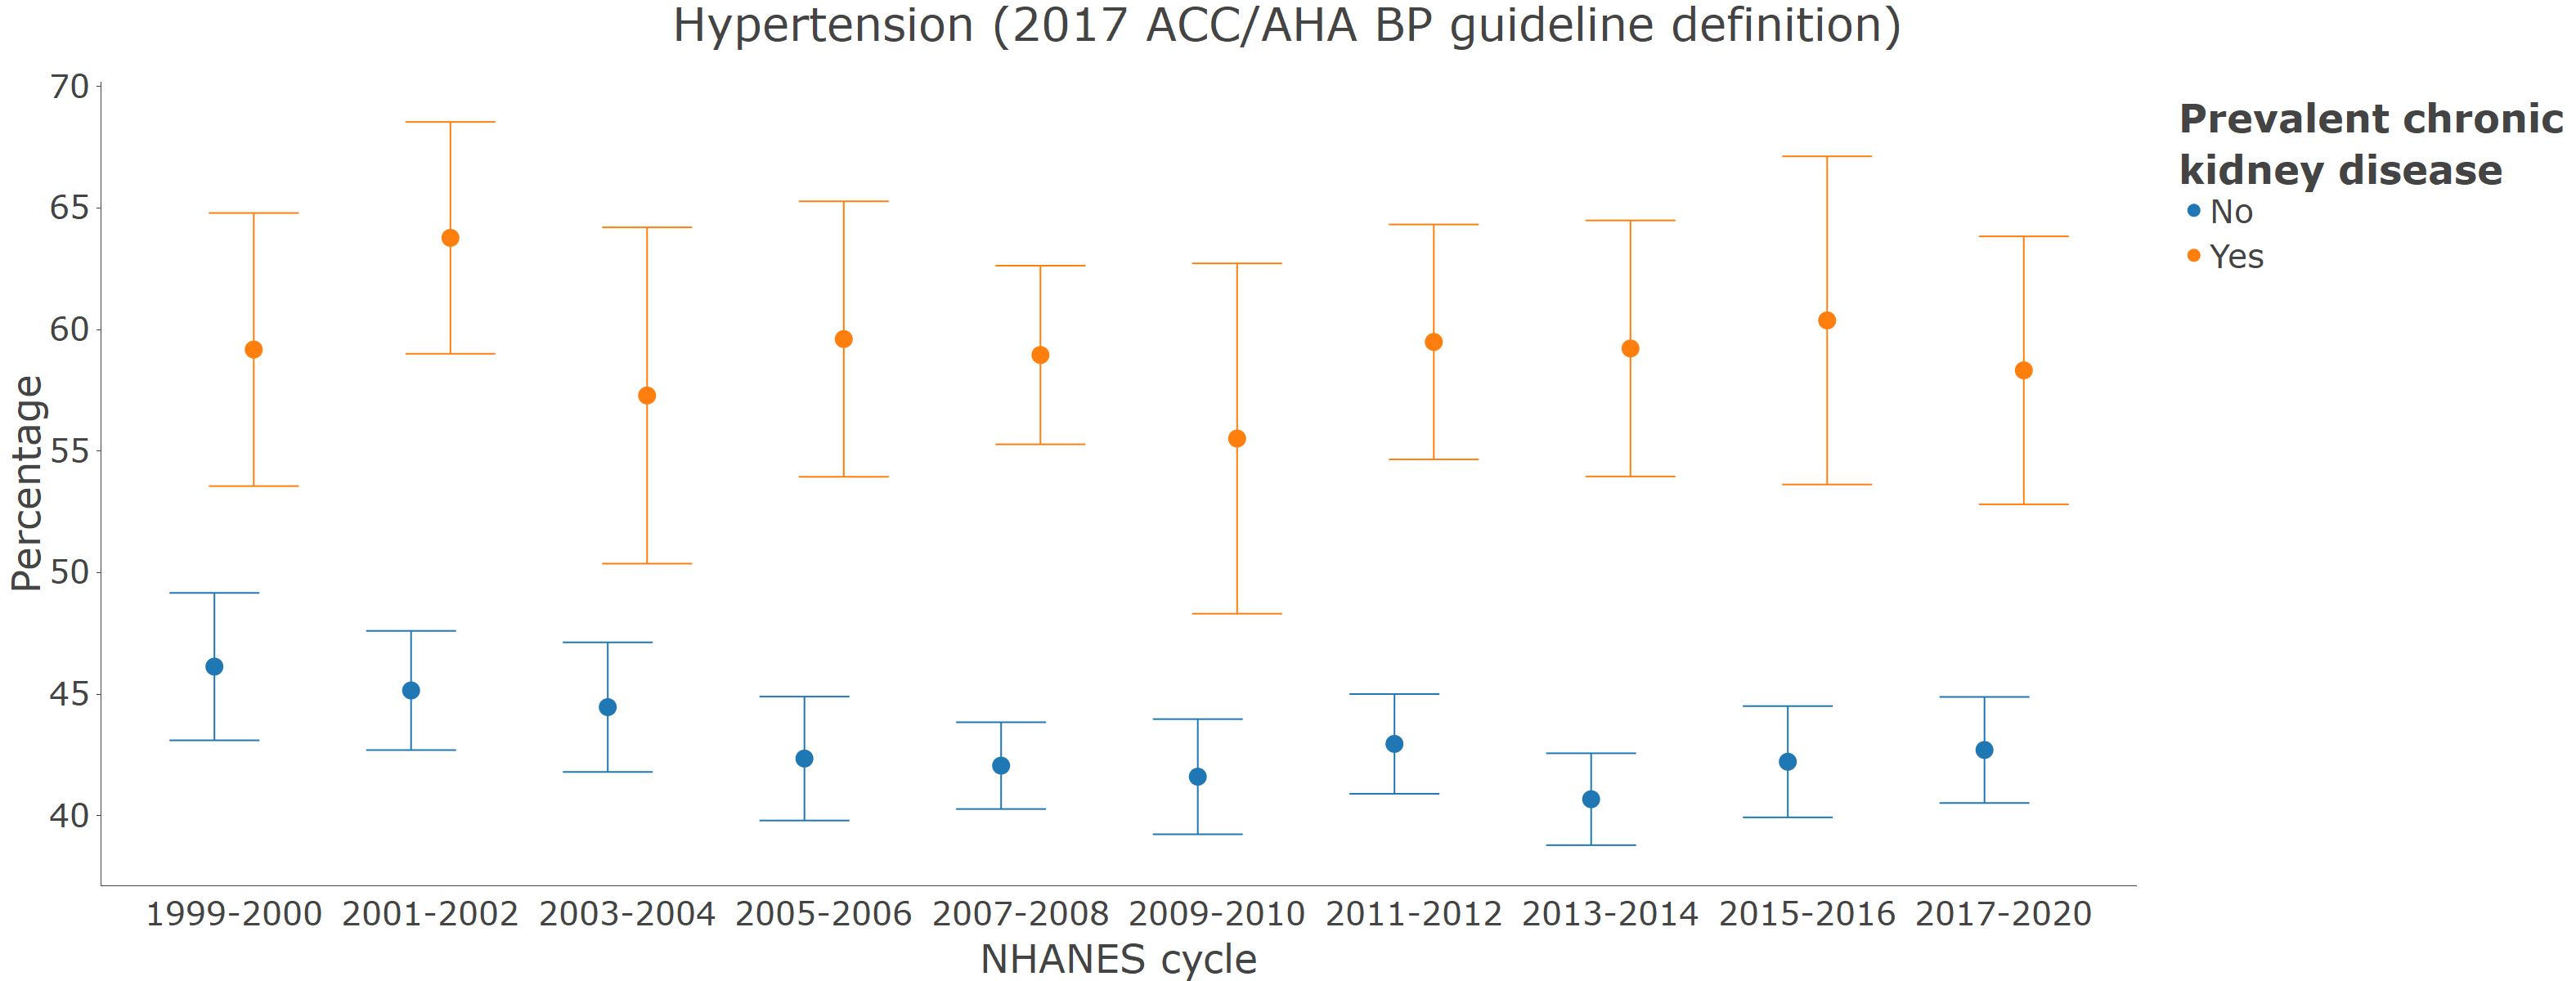 Hypertension (2017 ACC/AHA BP guideline definition)
70
65
60
55
50
45
40
Percentage
1999-2000 2001-2002 2003-2004 2005-2006 2007-2008 2009-2010 2011-2012 2013-2014 2015-2016 2017-2020
NHANES cycle
Prevalent chronic
kidney disease
No
Yes